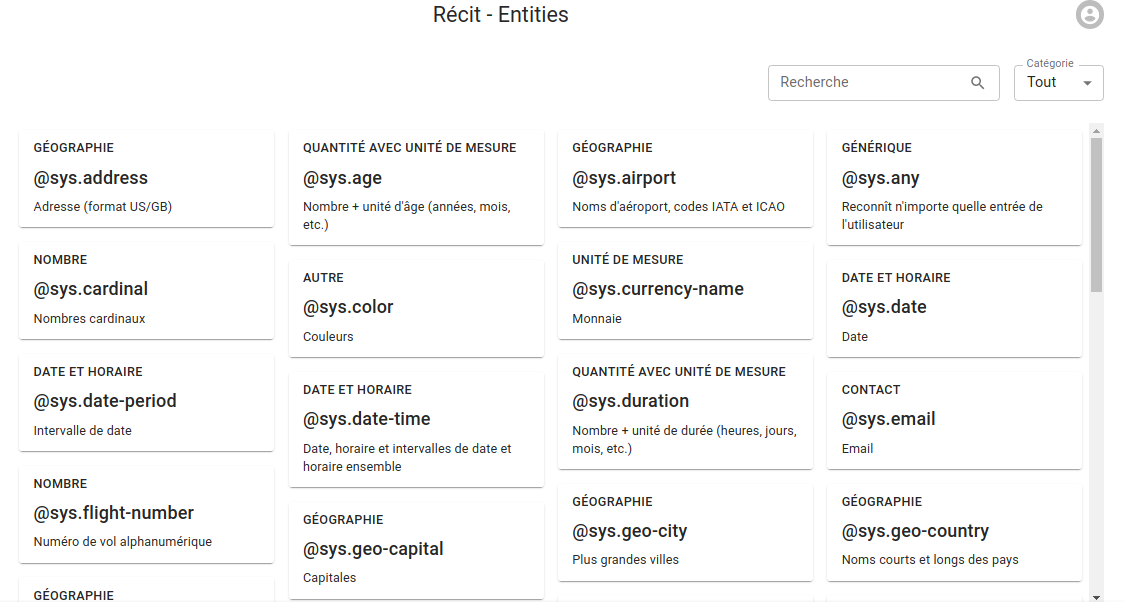 Récit - Entities
Catégorie
Recherche
Tout
GÉOGRAPHIE
@sys.address
Adresse (format US/GB)
QUANTITÉ AVEC UNITÉ DE MESURE
@sys.age
Nombre + unité d'âge (années, mois,
etc.)
GÉOGRAPHIE
@sys.airport
Noms d'aéroport, codes IATA et ICAO
GÉNÉRIQUE
@sys.any
Reconnît n'importe quelle entrée de
l'utilisateur
NOMBRE
@sys.cardinal
Nombres cardinaux
AUTRE
@sys.color
Couleurs
UNITÉ DE MESURE
@sys.currency-name
Monnaie
DATE ET HORAIRE
@sys.date
Date
DATE ET HORAIRE
@sys.date-period
Intervalle de date
DATE ET HORAIRE
@sys.date-time
Date, horaire et intervalles de date et
horaire ensemble
QUANTITÉ AVEC UNITÉ DE MESURE
@sys.duration
Nombre + unité de durée (heures, jours,
mois, etc.)
CONTACT
@sys.email
Email
NOMBRE
@sys.flight-number
Numéro de vol alphanumérique
GÉOGRAPHIE
@sys.geo-capital
Capitales
GÉOGRAPHIE
@sys.geo-city
Plus grandes villes
GÉOGRAPHIE
@sys.geo-country
Noms courts et longs des pays
GÉOGRAPHIE